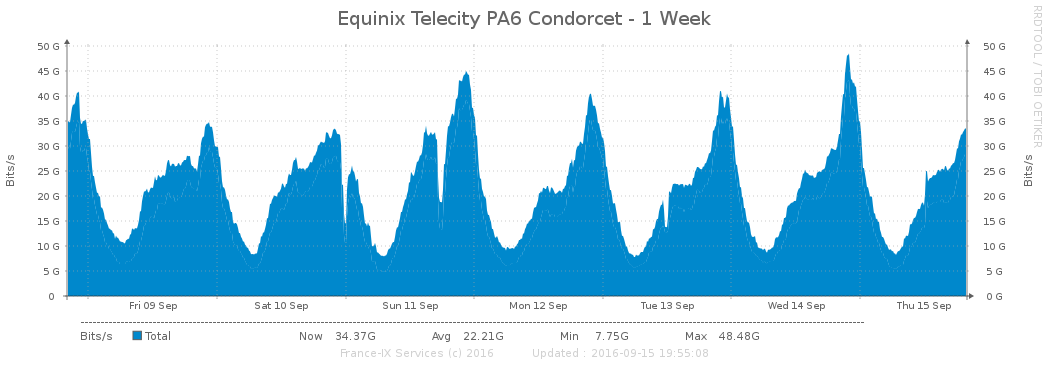 Equinix Telecity PA6 Condorcet - 1 Week
RRDTOOL / TOBI OETIKER
Bits/s
50 G
45 G
40 G
35 G
30 G
25 G
20 G
15 G
10 G
5 G
0
50 G
45 G
40 G
35 G
30 G
25 G
20 G
15 G
10 G
5 G
0 G
Bits/s
Fri 09 Sep Sat 10 Sep Sun 11 Sep Mon 12 Sep Tue 13 Sep Wed 14 Sep Thu 15 Sep
Bits/s Total Now 34.37G Avg 22.21G Min 7.75G Max 48.48G
France-IX Services (c) 2016 Updated : 2016-09-15 19:55:08